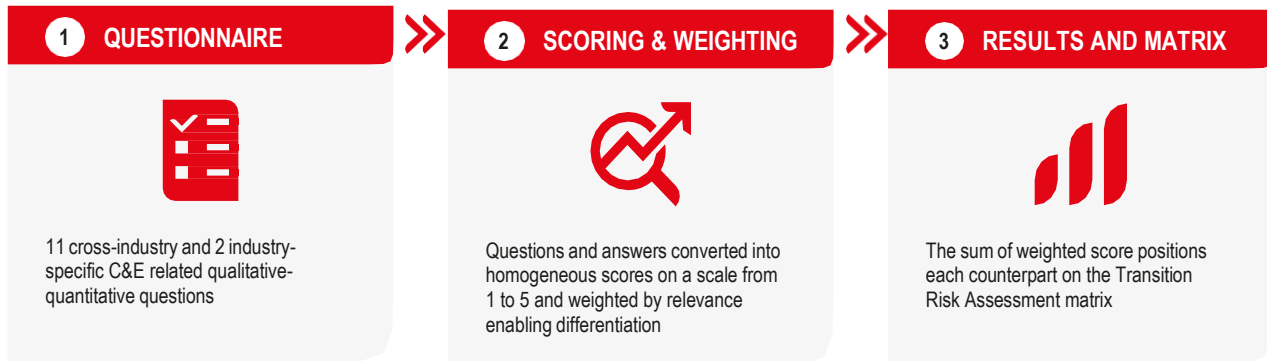 1 QUESTIONNAIRE
11 cross-industry and 2 industry-
specific C&E related qualitative-
quantitative questions
2 SCORING & WEIGHTING
Questions and answers converted into
homogeneous scores on a scale from
1 to 5 and weighted by relevance
enabling differentiation
3 RESULTS AND MATRIX
The sum of weighted score positions
each counterpart on the Transition
Risk Assessment matrix